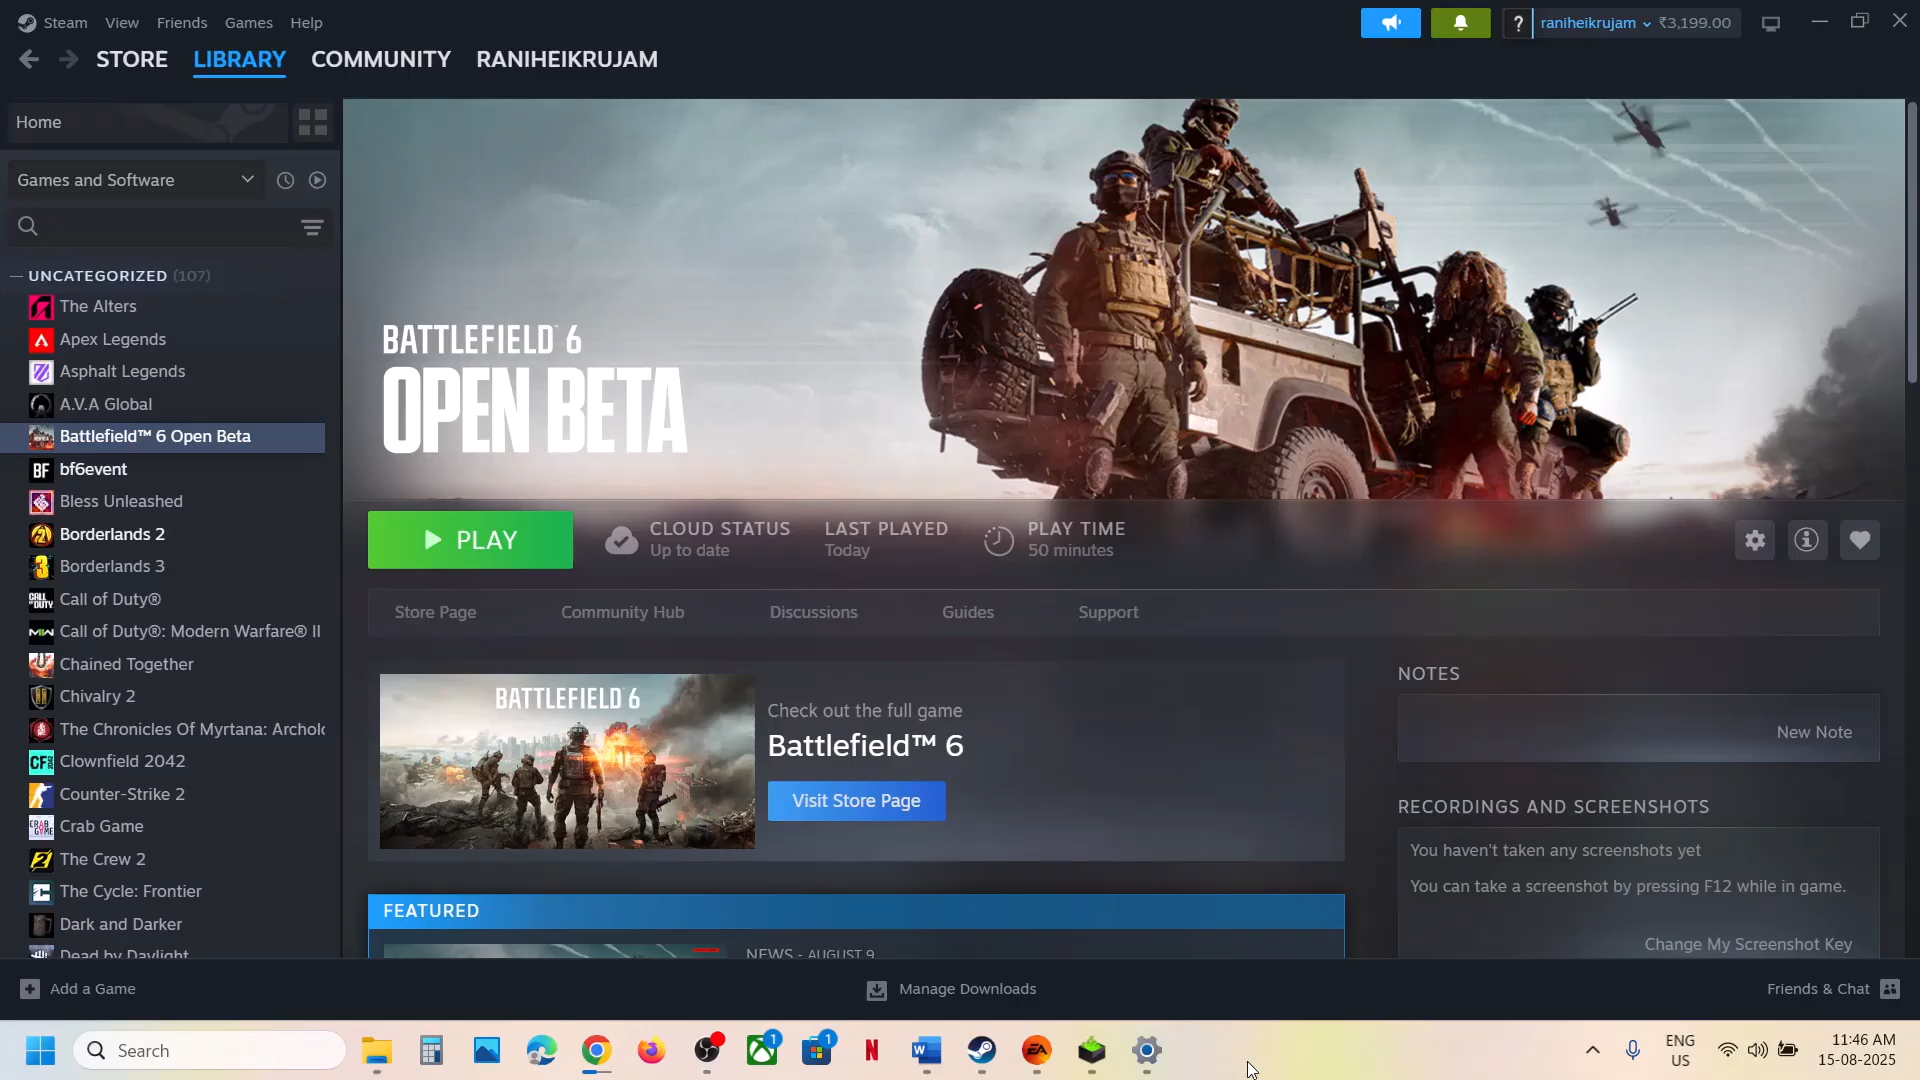 Steam View Friends Games Help
? raniheikrujam ₹3,199.00
STORE LIBRARY COMMUNITY RANIHEIKRUJAM
Home
Games and Software
UNCATEGORIZED (107)
The Alters
Apex Legends
Asphalt Legends
A.V.A Global
Battlefield™ 6 Open Beta
BF bf6event
Bless Unleashed
Borderlands 2
Borderlands 3
Call of Duty®
Call of Duty®: Modern Warfare® II
Chained Together
Chivalry 2
The Chronicles Of Myrtana: Archol
CF Clownfield 2042
Counter-Strike 2
Crab Game
The Crew 2
The Cycle: Frontier
Dark and Darker
Dead by Daylight
BATTLEFIELD 6
OPEN BETA
PLAY
CLOUD STATUS
Up to date
LAST PLAYED
Today
PLAY TIME
50 minutes
Store Page Community Hub Discussions Guides Support
BATTLEFIELD 6
Check out the full game
Battlefield™ 6
Visit Store Page
FEATURED
NEWS - AUGUST 9
NOTES
New Note
RECORDINGS AND SCREENSHOTS
You haven't taken any screenshots yet
You can take a screenshot by pressing F12 while in game.
Change My Screenshot Key
Add a Game
Manage Downloads
Friends & Chat
Search
1
1
N
W
EA
ENG
US
11:46 AM
15-08-2025